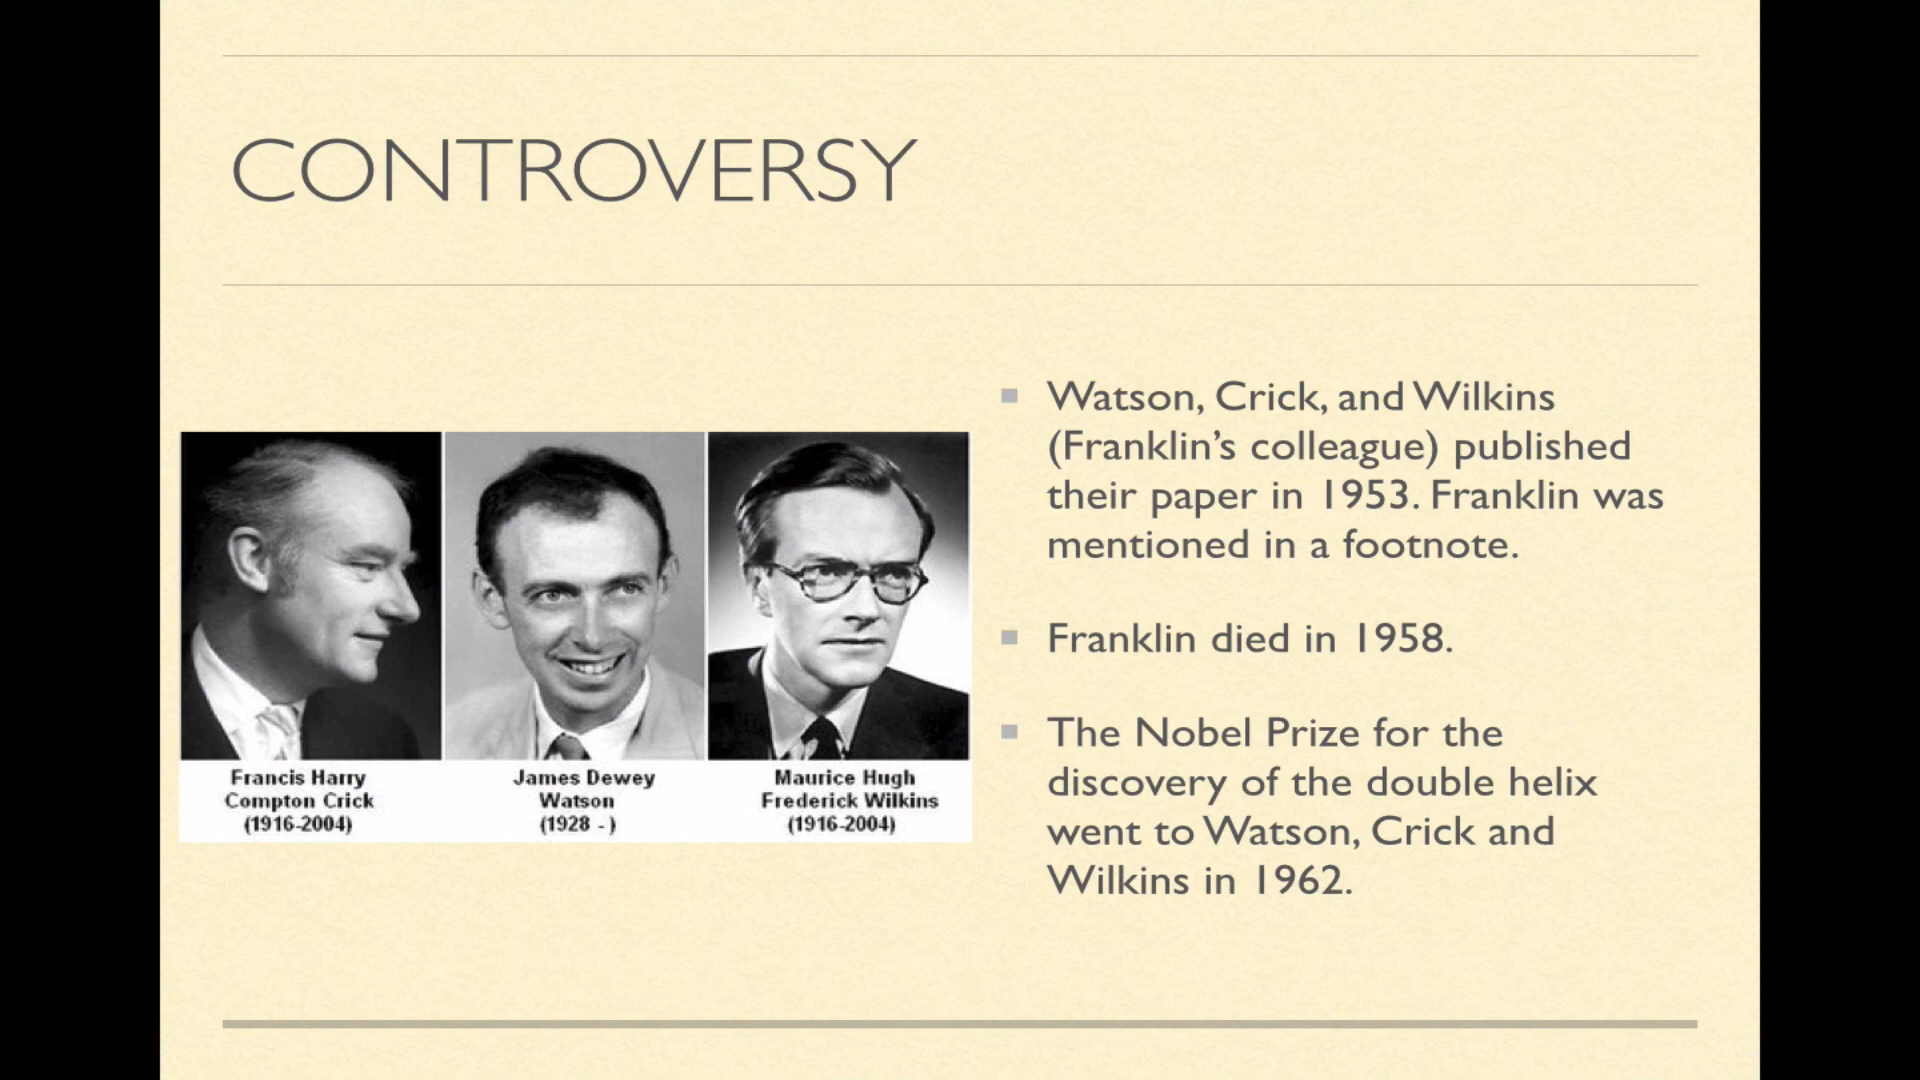 CONTROVERSY
Francis Harry
Compton Crick
(1916-2004)
James Dewey
Watson
(1928 - )
Maurice Hugh
Frederick Wilkins
(1916-2004)
Watson, Crick, and Wilkins
(Franklin's colleague) published
their paper in 1953. Franklin was
mentioned in a footnote.
Franklin died in 1958.
The Nobel Prize for the
discovery of the double helix
went to Watson, Crick and
Wilkins in 1962.